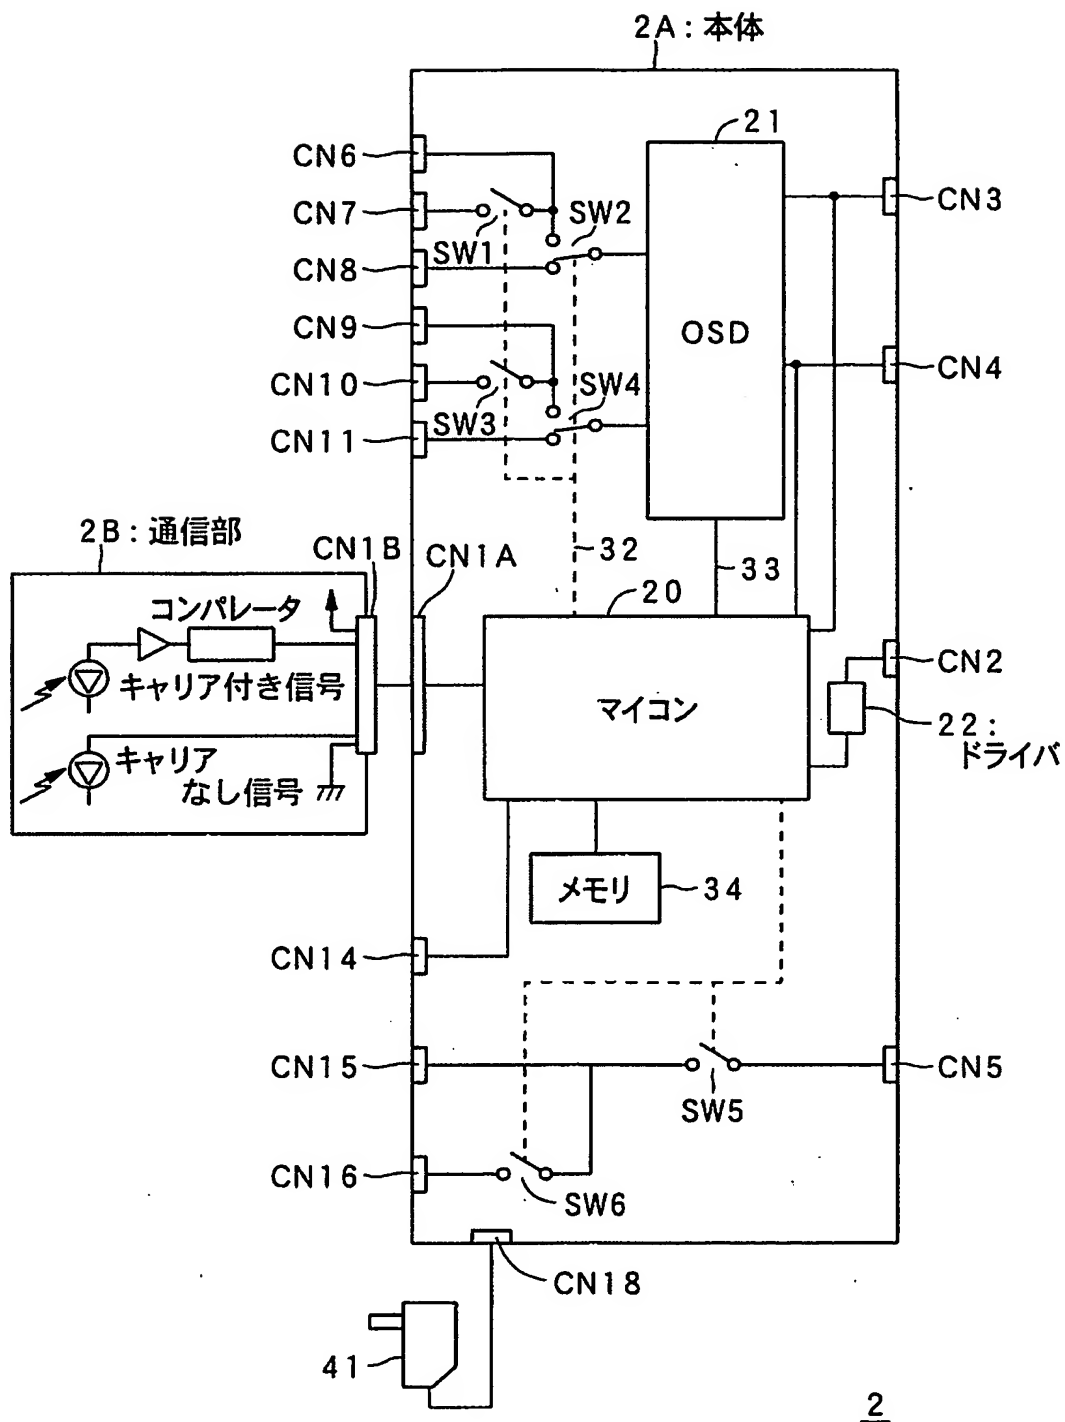 2A：本体
21
CN6
CN7
SW1
SW2
CN8
CN9
CN10
SW3
SW4
CN11
OSD
CN3
CN4
2B：通信部
CN1B
CN1A
32
33
20
コンパレータ
キャリア付き信号
キャリア
なし信号
マイコン
CN2
22：
ドライバ
メモリ
34
CN14
CN15
SW5
CN5
CN16
SW6
CN18
41
2